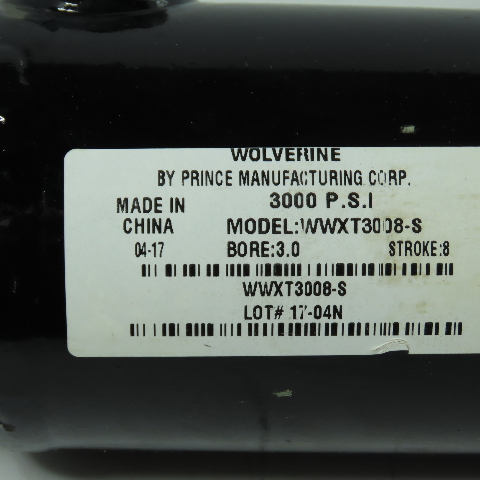 WOLVERINE
BY PRINCE MANUFACTURING CORP.
MADE IN CHINA 3000 P.S.I
MODEL:WWXT3008-S
04-17 BORE:3.0 STROKE:8
WWXT3008-S
LOT# 17-04N